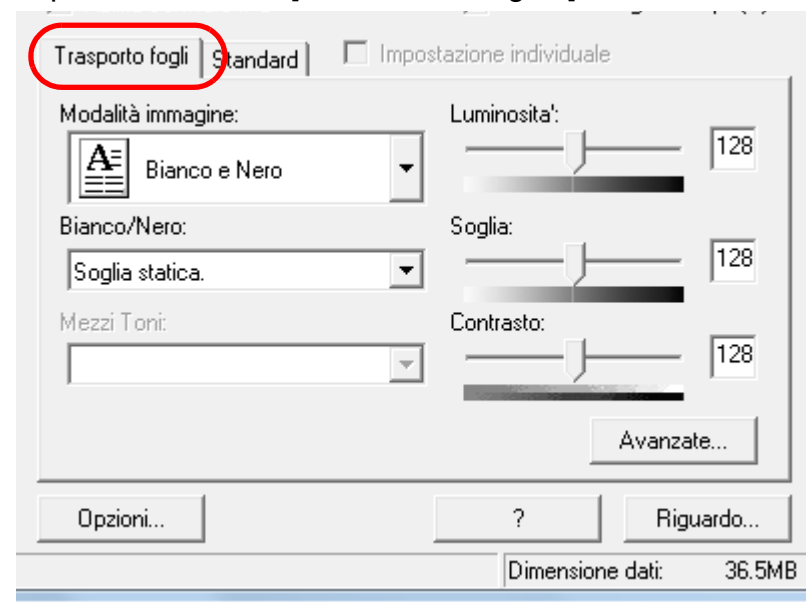 Trasporto fogli Standard Impostazione individuale
Modalità immagine:
Bianco e Nero
Luminosita':
128
Bianco/Nero:
Soglia statica.
Soglia:
128
Mezzi Toni:
Contrasto:
128
Avanzate...
Opzioni... ? Riguardo...
Dimensione dati: 36.5MB